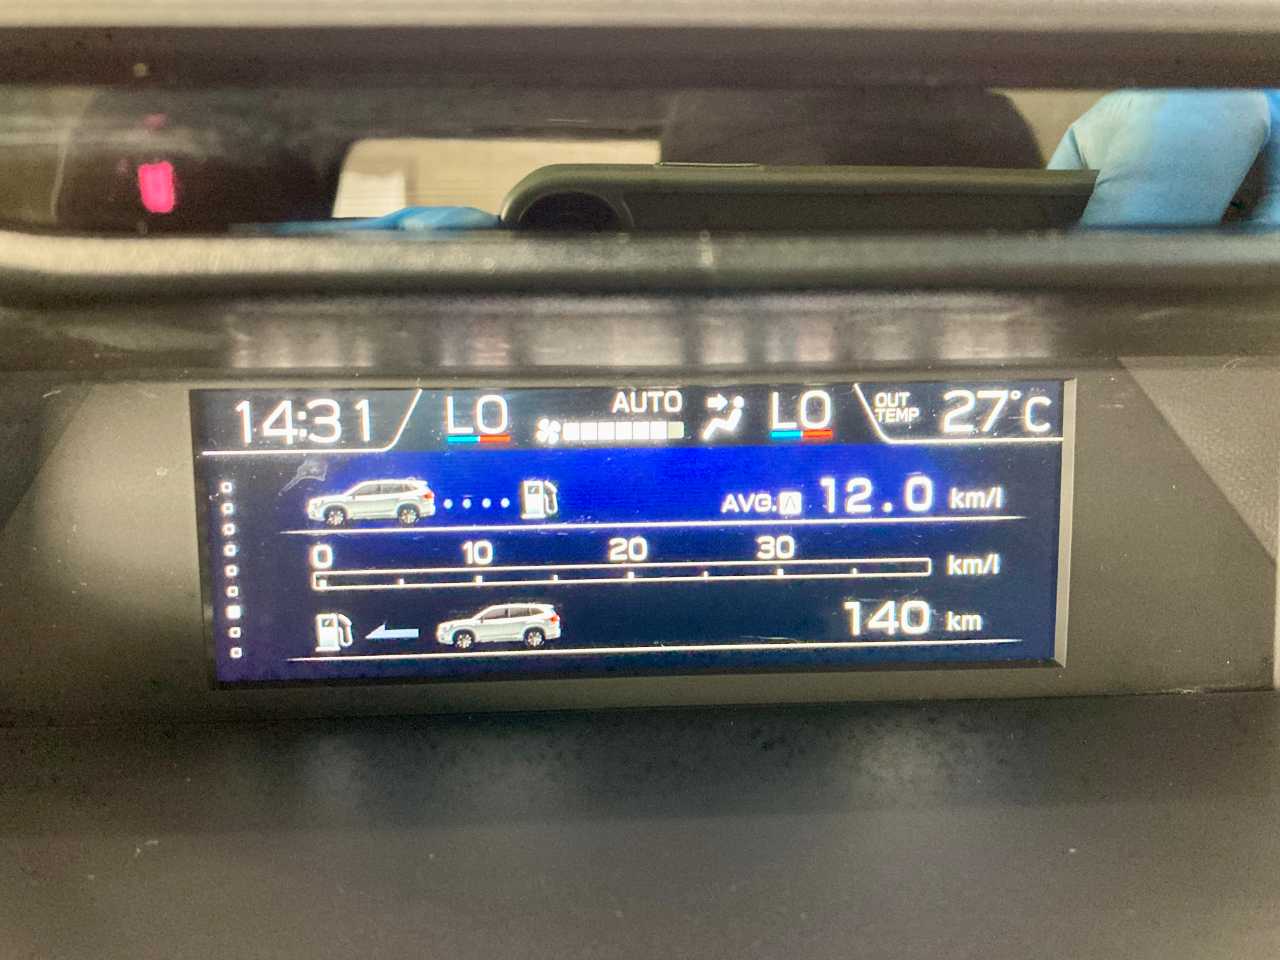 14:31 LO AUTO LO OUT TEMP 27°C
AVG. A 12.0 km/l
0 10 20 30
km/l
140 km